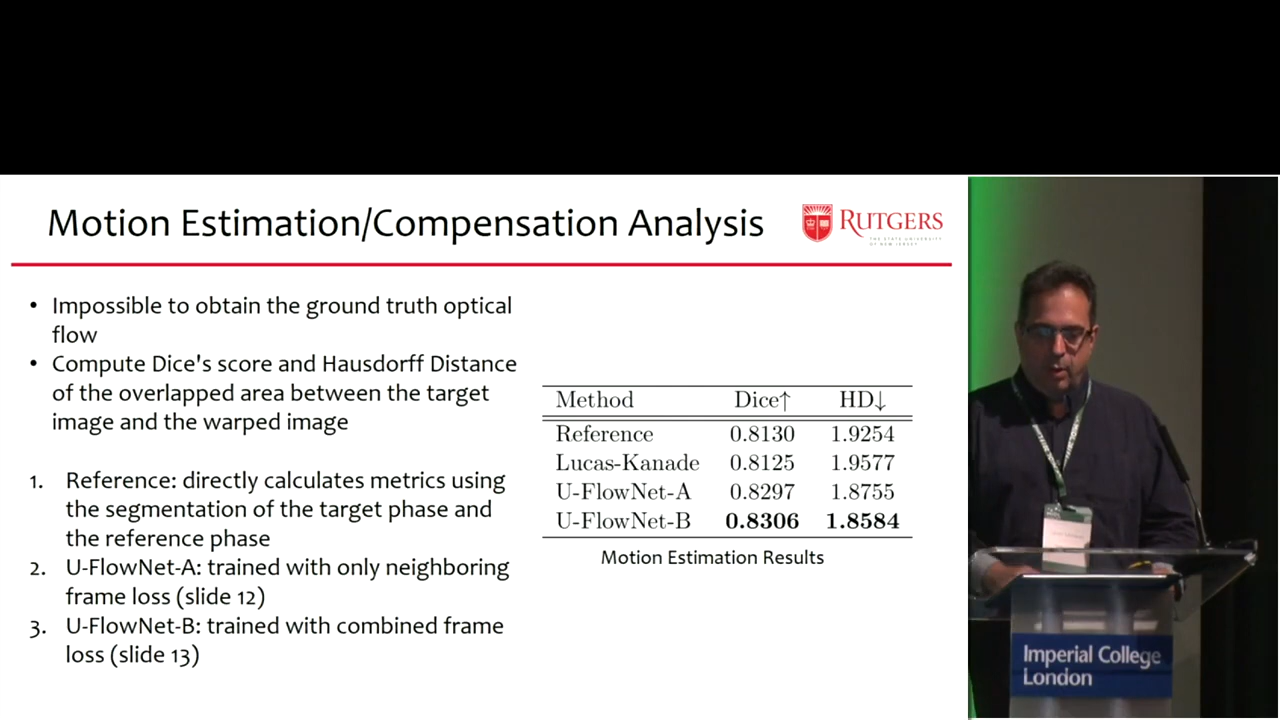 Motion Estimation/Compensation Analysis
RUTGERS
THE STATE UNIVERSITY
OF NEW JERSEY
• Impossible to obtain the ground truth optical
flow
• Compute Dice's score and Hausdorff Distance
of the overlapped area between the target
image and the warped image
1. Reference: directly calculates metrics using
the segmentation of the target phase and
the reference phase
2. U-FlowNet-A: trained with only neighboring
frame loss (slide 12)
3. U-FlowNet-B: trained with combined frame
loss (slide 13)
Method Dice↑ HD↓
Reference 0.8130 1.9254
Lucas-Kanade 0.8125 1.9577
U-FlowNet-A 0.8297 1.8755
U-FlowNet-B 0.8306 1.8584
Motion Estimation Results
Imperial College
London